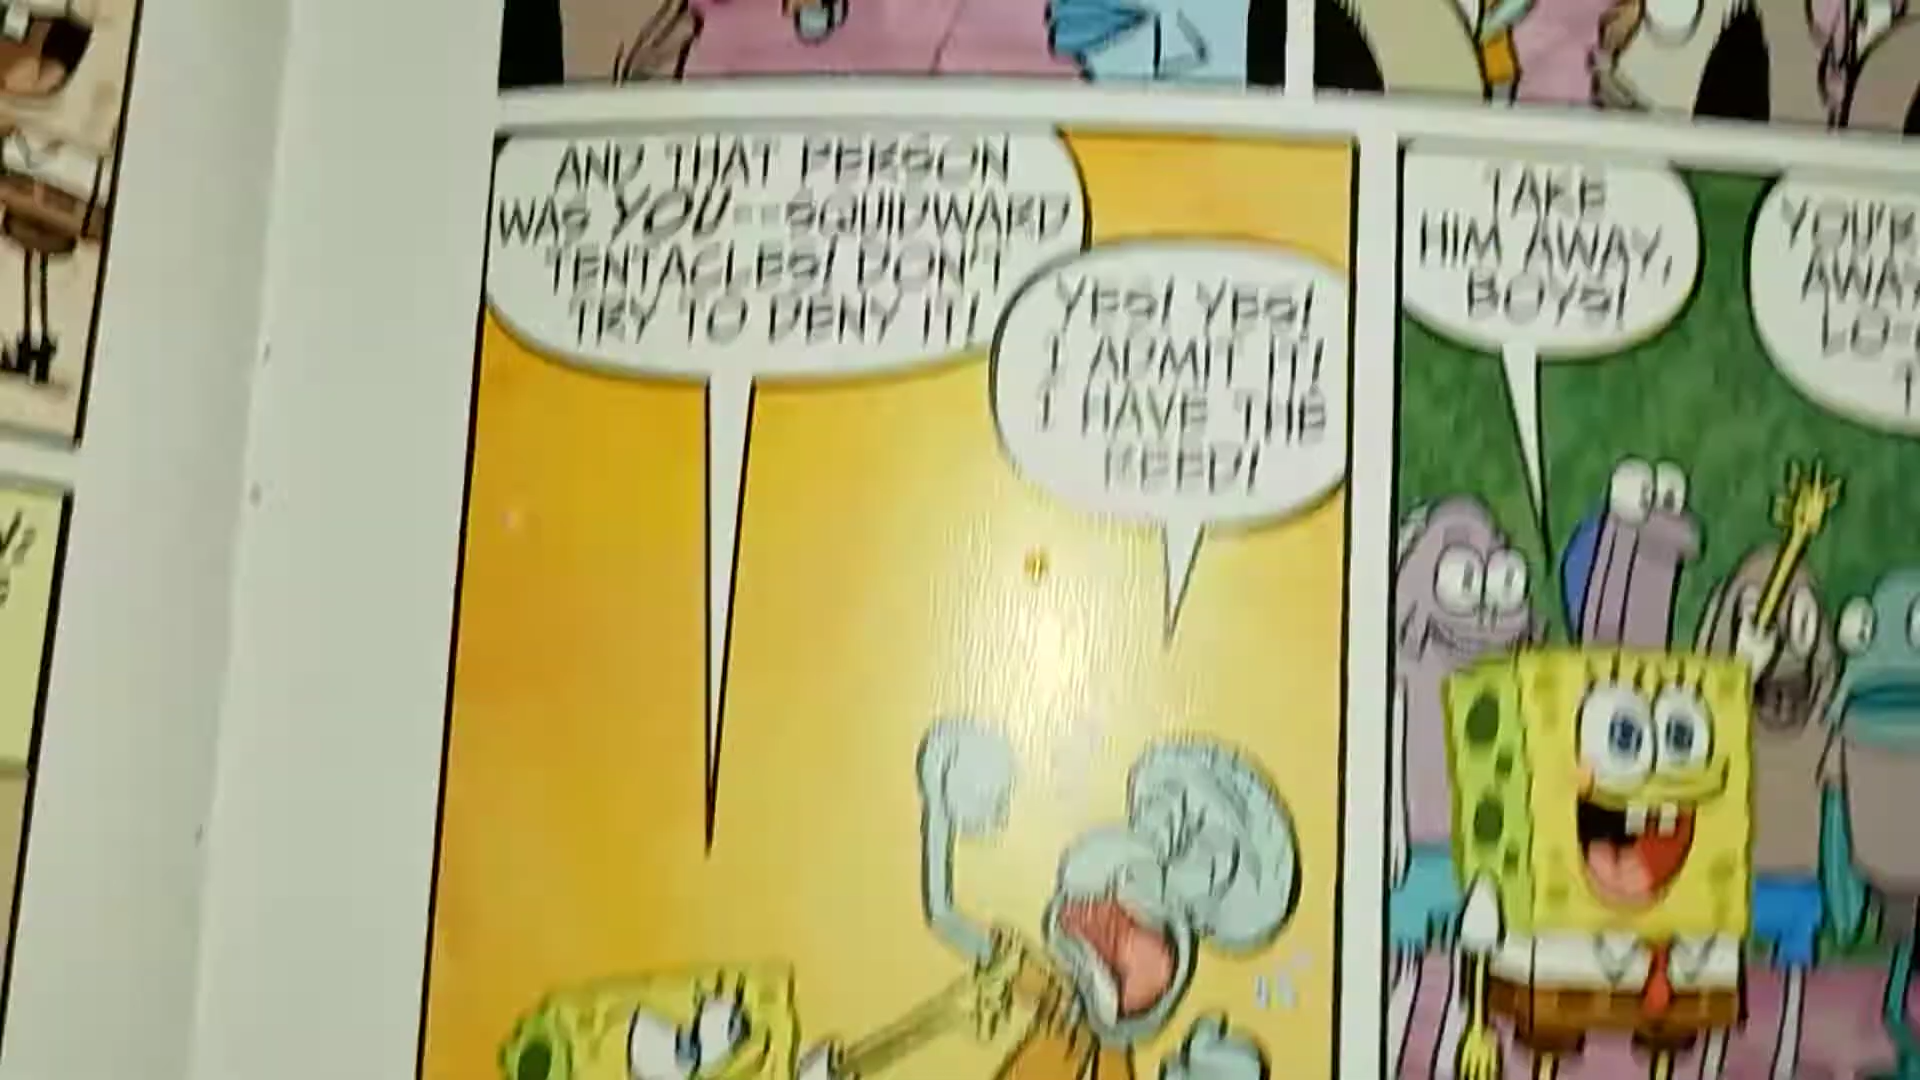 AND THAT PERSON
WAS YOU--SQUIDWARD
TENTACLES! DON'T
TRY TO DENY IT!
YES! YES!
I ADMIT IT!
I HAVE THE
REED!
TAKE
HIM AWAY,
BOYS!